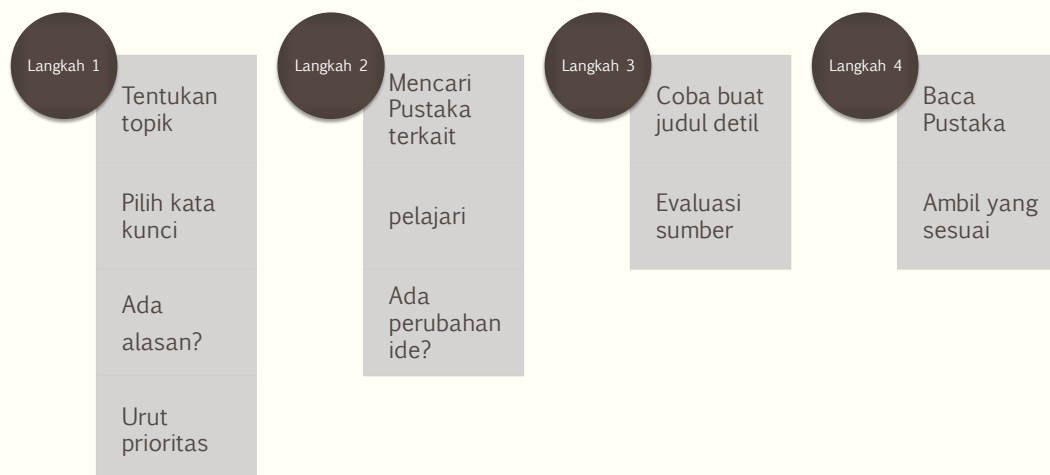 Langkah 1
Tentukan
topik
Pilih kata
kunci
Ada
alasan?
Urut
prioritas
Langkah 2
Mencari
Pustaka
terkait
pelajari
Ada
perubahan
ide?
Langkah 3
Coba buat
judul detil
Evaluasi
sumber
Langkah 4
Baca
Pustaka
Ambil yang
sesuai